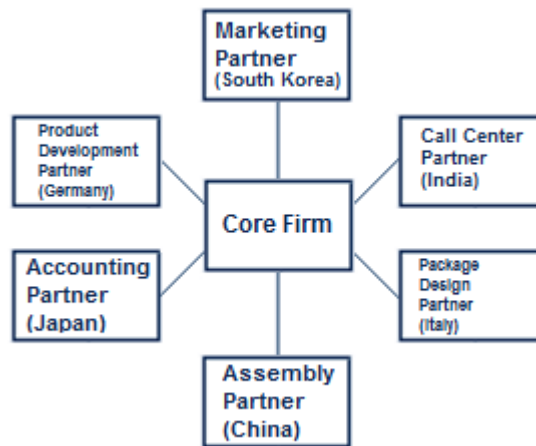 Marketing
Partner
(South Korea)
Product
Development
Partner
(Germany)
Call Center
Partner
(India)
Core Firm
Accounting
Partner
(Japan)
Package
Design
Partner
(Italy)
Assembly
Partner
(China)